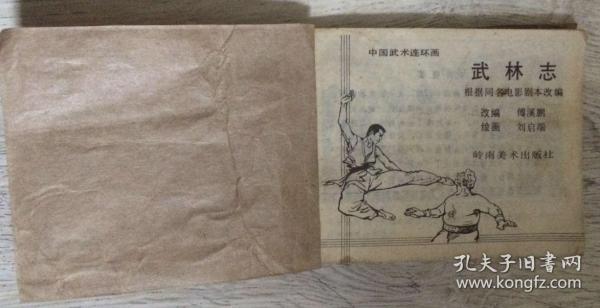 中国武术连环画
武林志
根据同名电影剧本改编
改编 傅溪鹏
绘画 刘启端
岭南美术出版社
孔夫子旧书网
www.kongfz.com